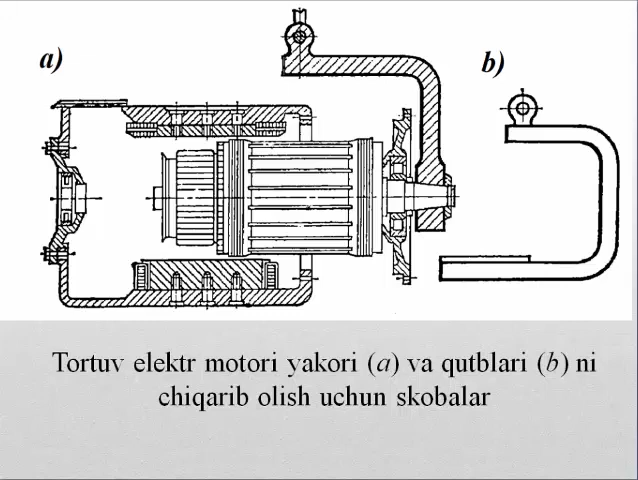 a)
b)
Tortuv elektr motori yakori (a) va qutblari (b) ni
chiqarib olish uchun skobalar